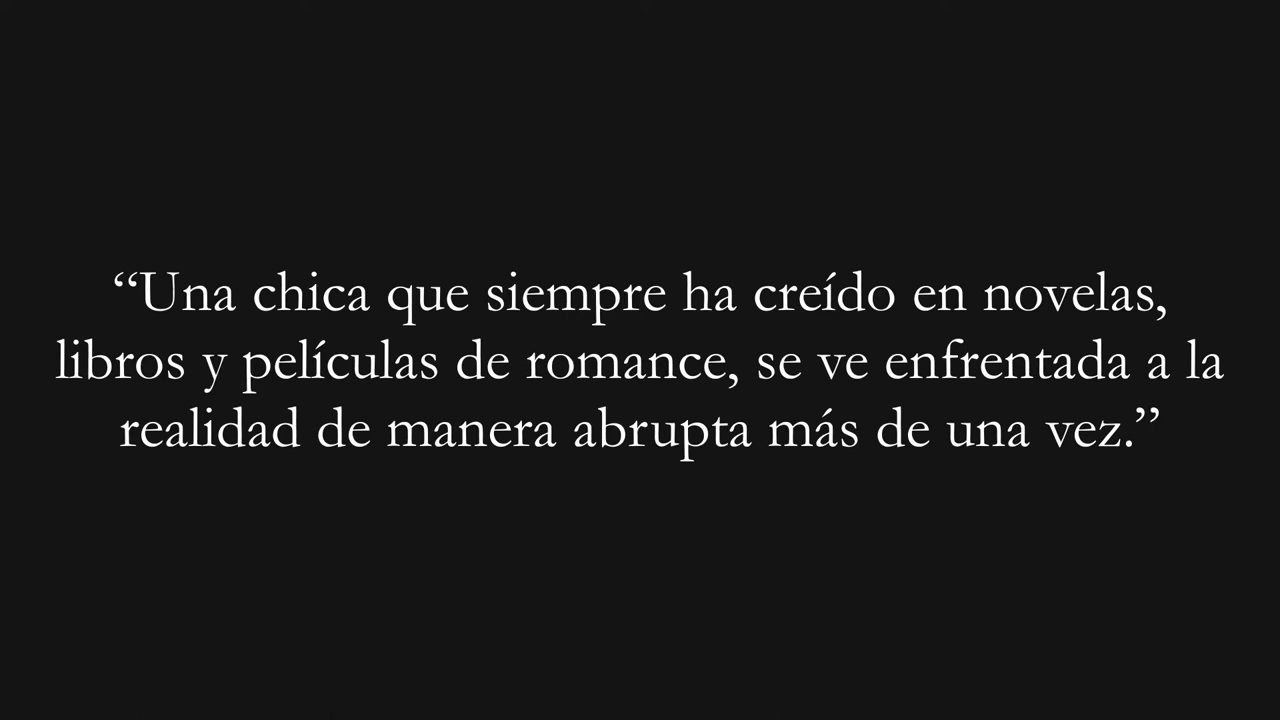 “Una chica que siempre ha creído en novelas,
libros y películas de romance, se ve enfrentada a la
realidad de manera abrupta más de una vez.”